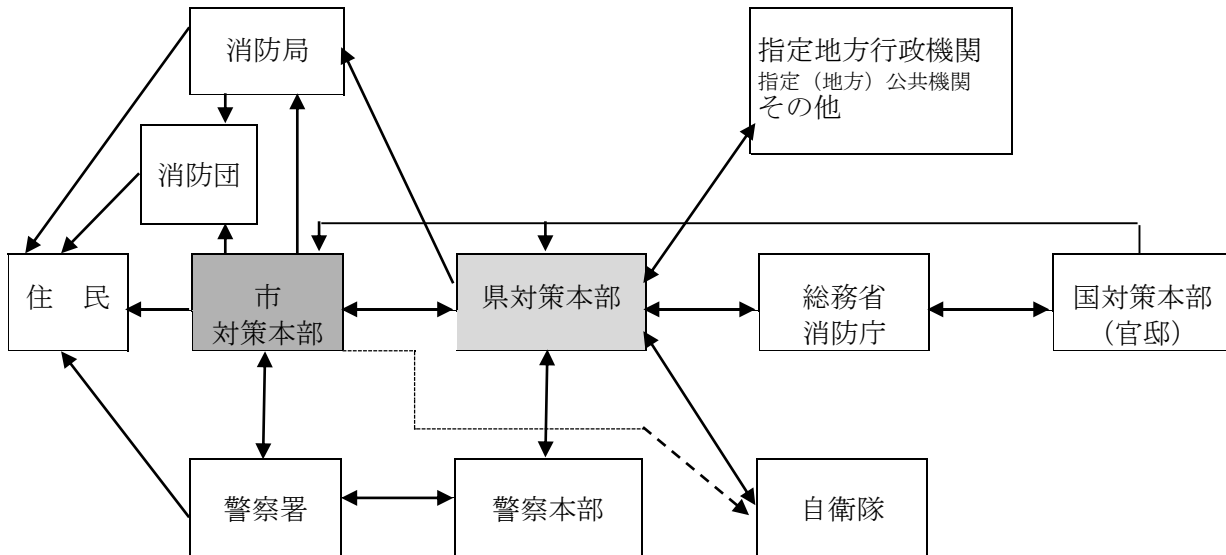 消防局
指定地方行政機関
指定（地方）公共機関
その他
消防団
住　民
市
対策本部
県対策本部
総務省
消防庁
国対策本部
（官邸）
警察署
警察本部
自衛隊